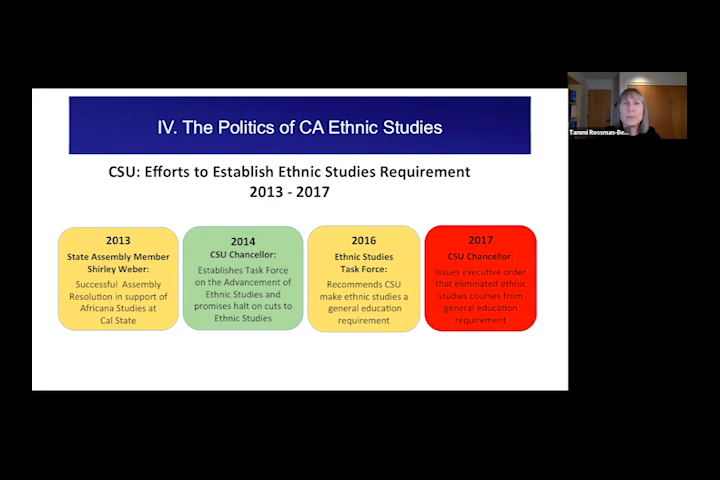 IV. The Politics of CA Ethnic Studies
CSU: Efforts to Establish Ethnic Studies Requirement
2013 - 2017
2013
State Assembly Member
Shirley Weber:
Successful Assembly
Resolution in support of
Africana Studies at
Cal State
2014
CSU Chancellor:
Establishes Task Force
on the Advancement of
Ethnic Studies and
promises halt on cuts to
Ethnic Studies
2016
Ethnic Studies
Task Force:
Recommends CSU
make ethnic studies a
general education
requirement
2017
CSU Chancellor:
Issues executive order
that eliminated ethnic
studies courses from
general education
requirement
Tammi Rossman-Be...